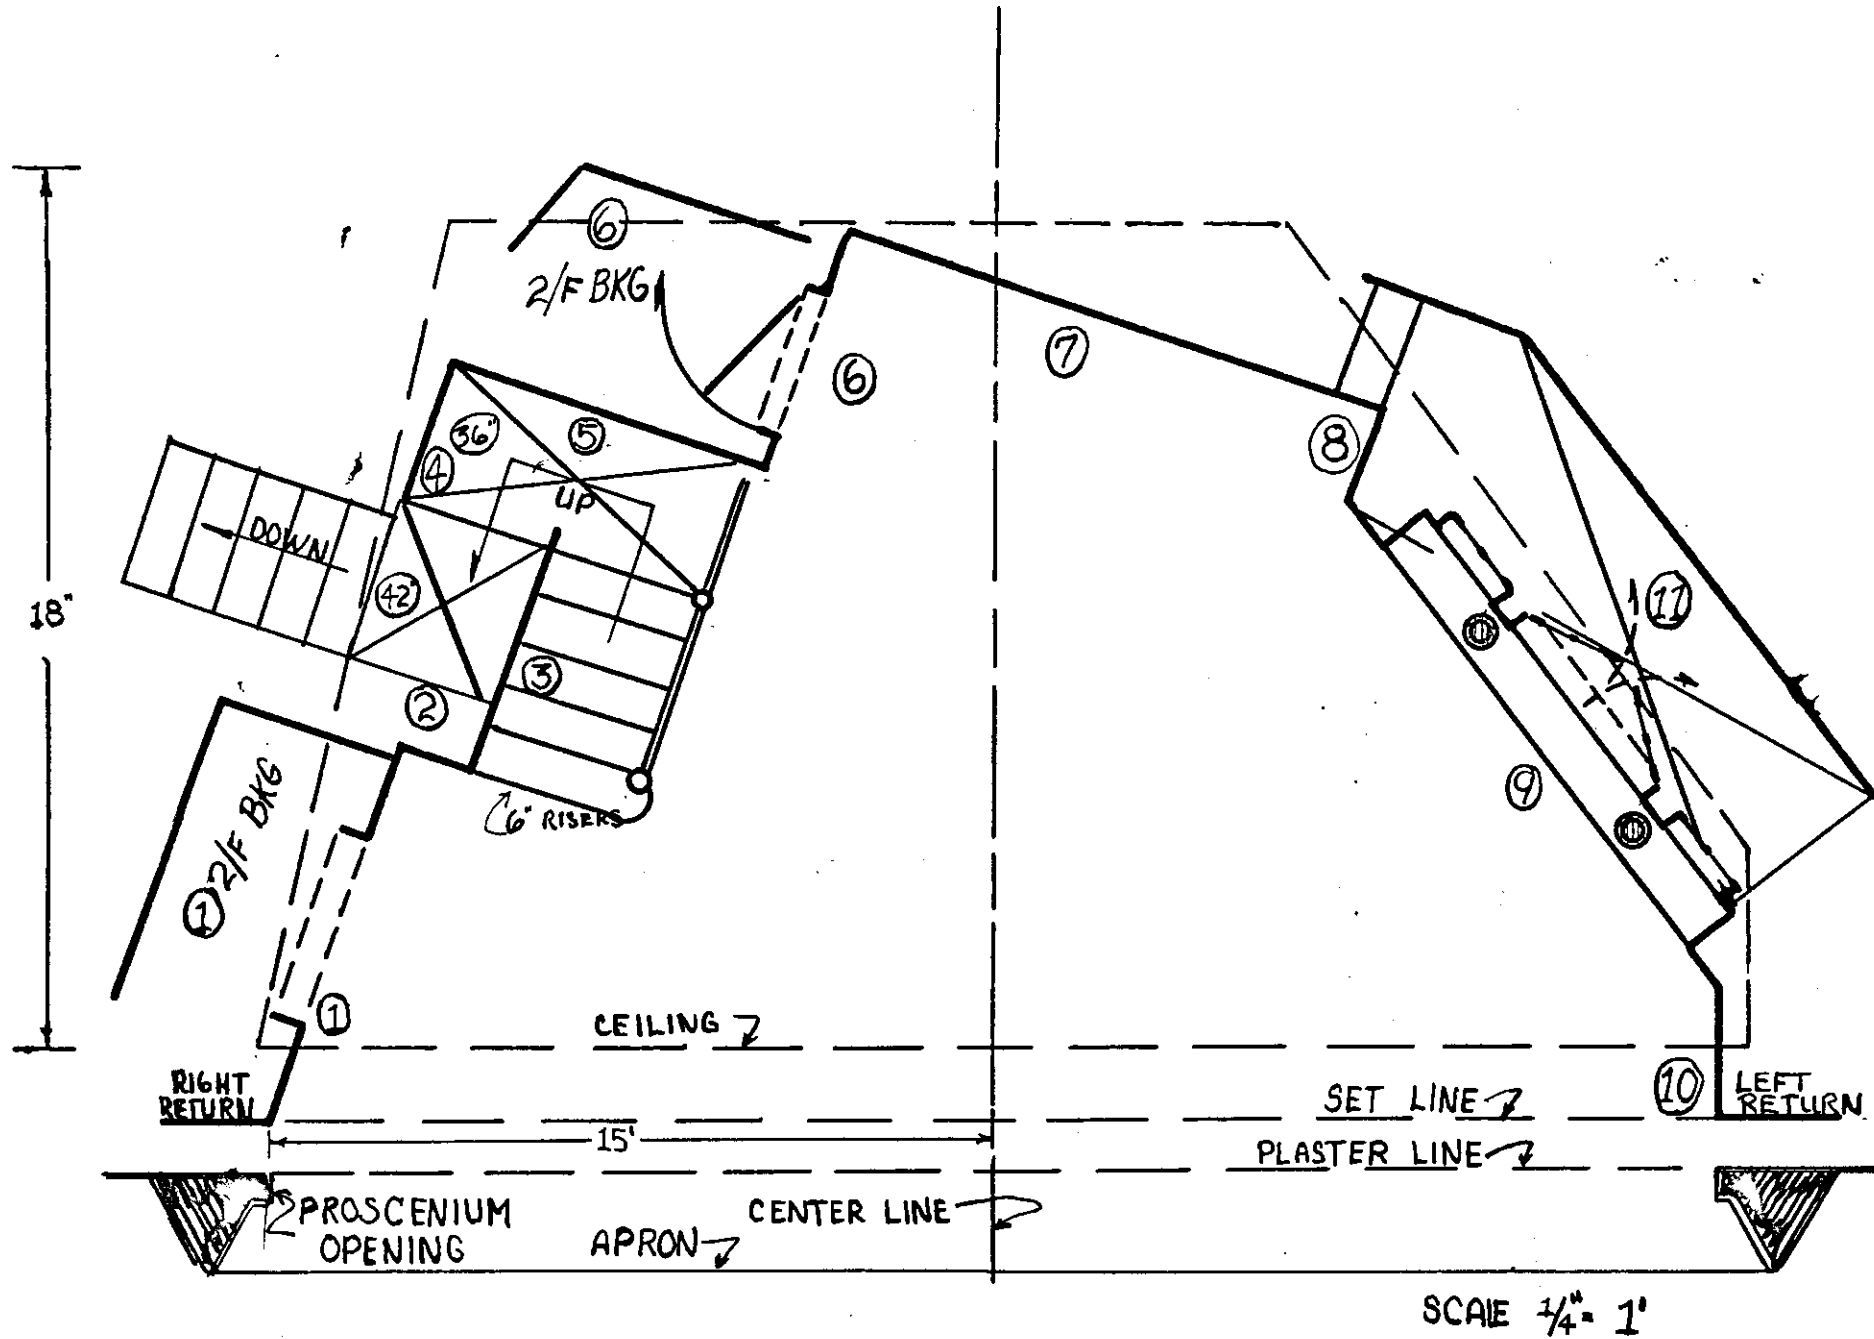 ⑥
2/F BKG
⑥
⑦
36"
⑤
④
⑧
UP
DOWN
42"
18"
③
②
⑪
① 2/F BKG
6" RISERS
⑨
①
CEILING
RIGHT
RETURN
SET LINE
⑩
LEFT
RETURN
15'
PLASTER LINE
PROSCENIUM
OPENING
CENTER LINE
APRON
SCALE 1/4" = 1'